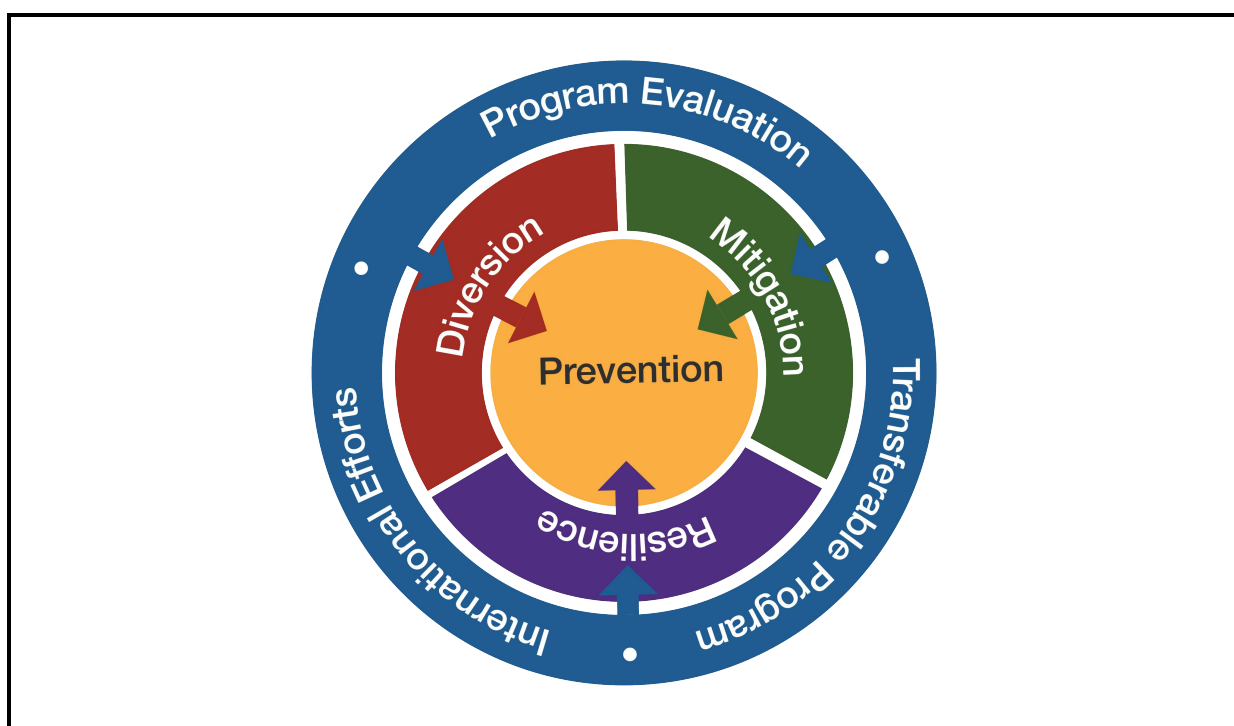 Program Evaluation
Diversion
Mitigation
Prevention
Resilience
International Efforts
Transferable Program